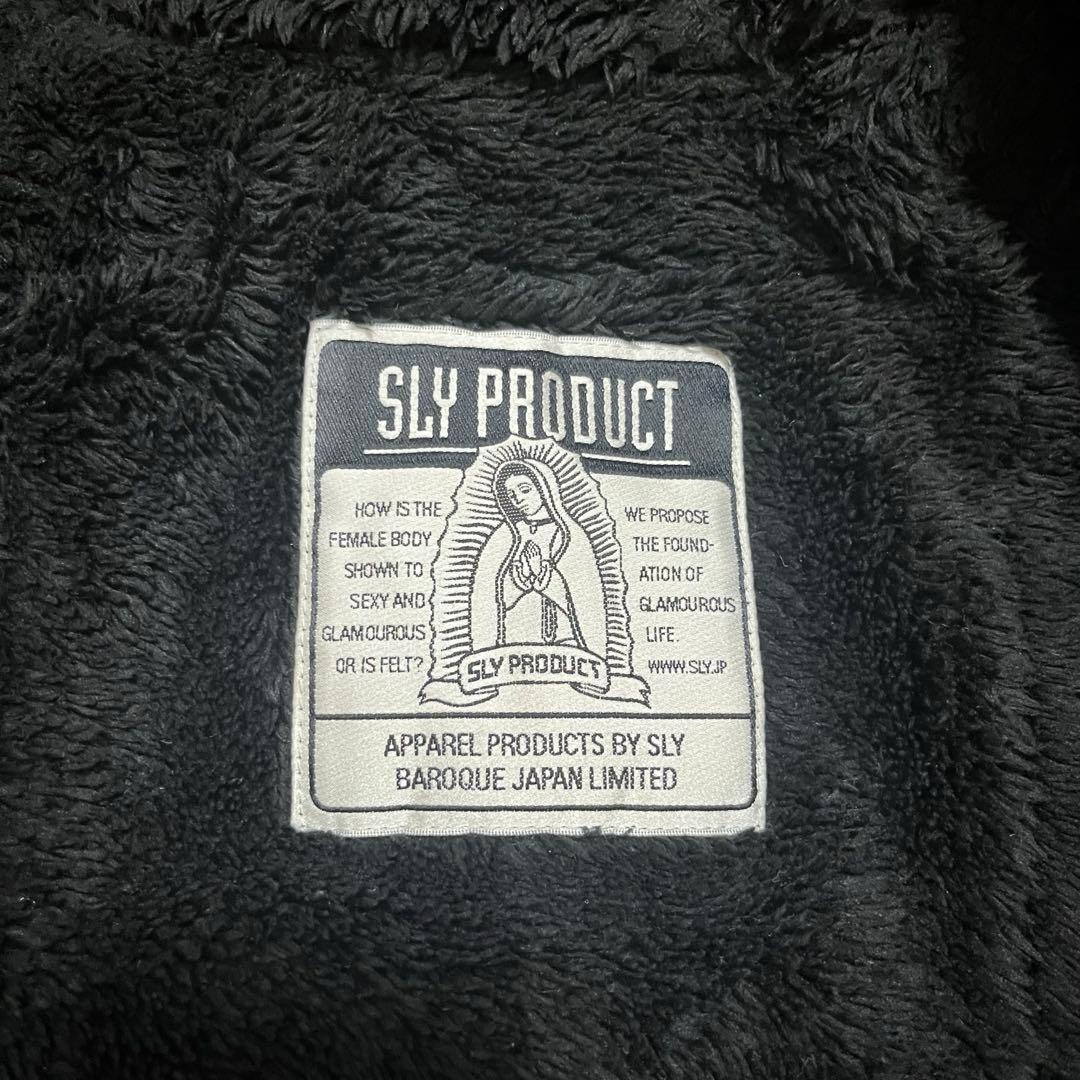 SLY PRODUCT
HOW IS THE
FEMALE BODY
SHOWN TO
SEXY AND
GLAMOUROUS
OR IS FELT?
WE PROPOSE
THE FOUND-
ATION OF
GLAMOUROUS
LIFE.
WWW.SLY.JP
SLY PRODUCT
APPAREL PRODUCTS BY SLY
BAROQUE JAPAN LIMITED